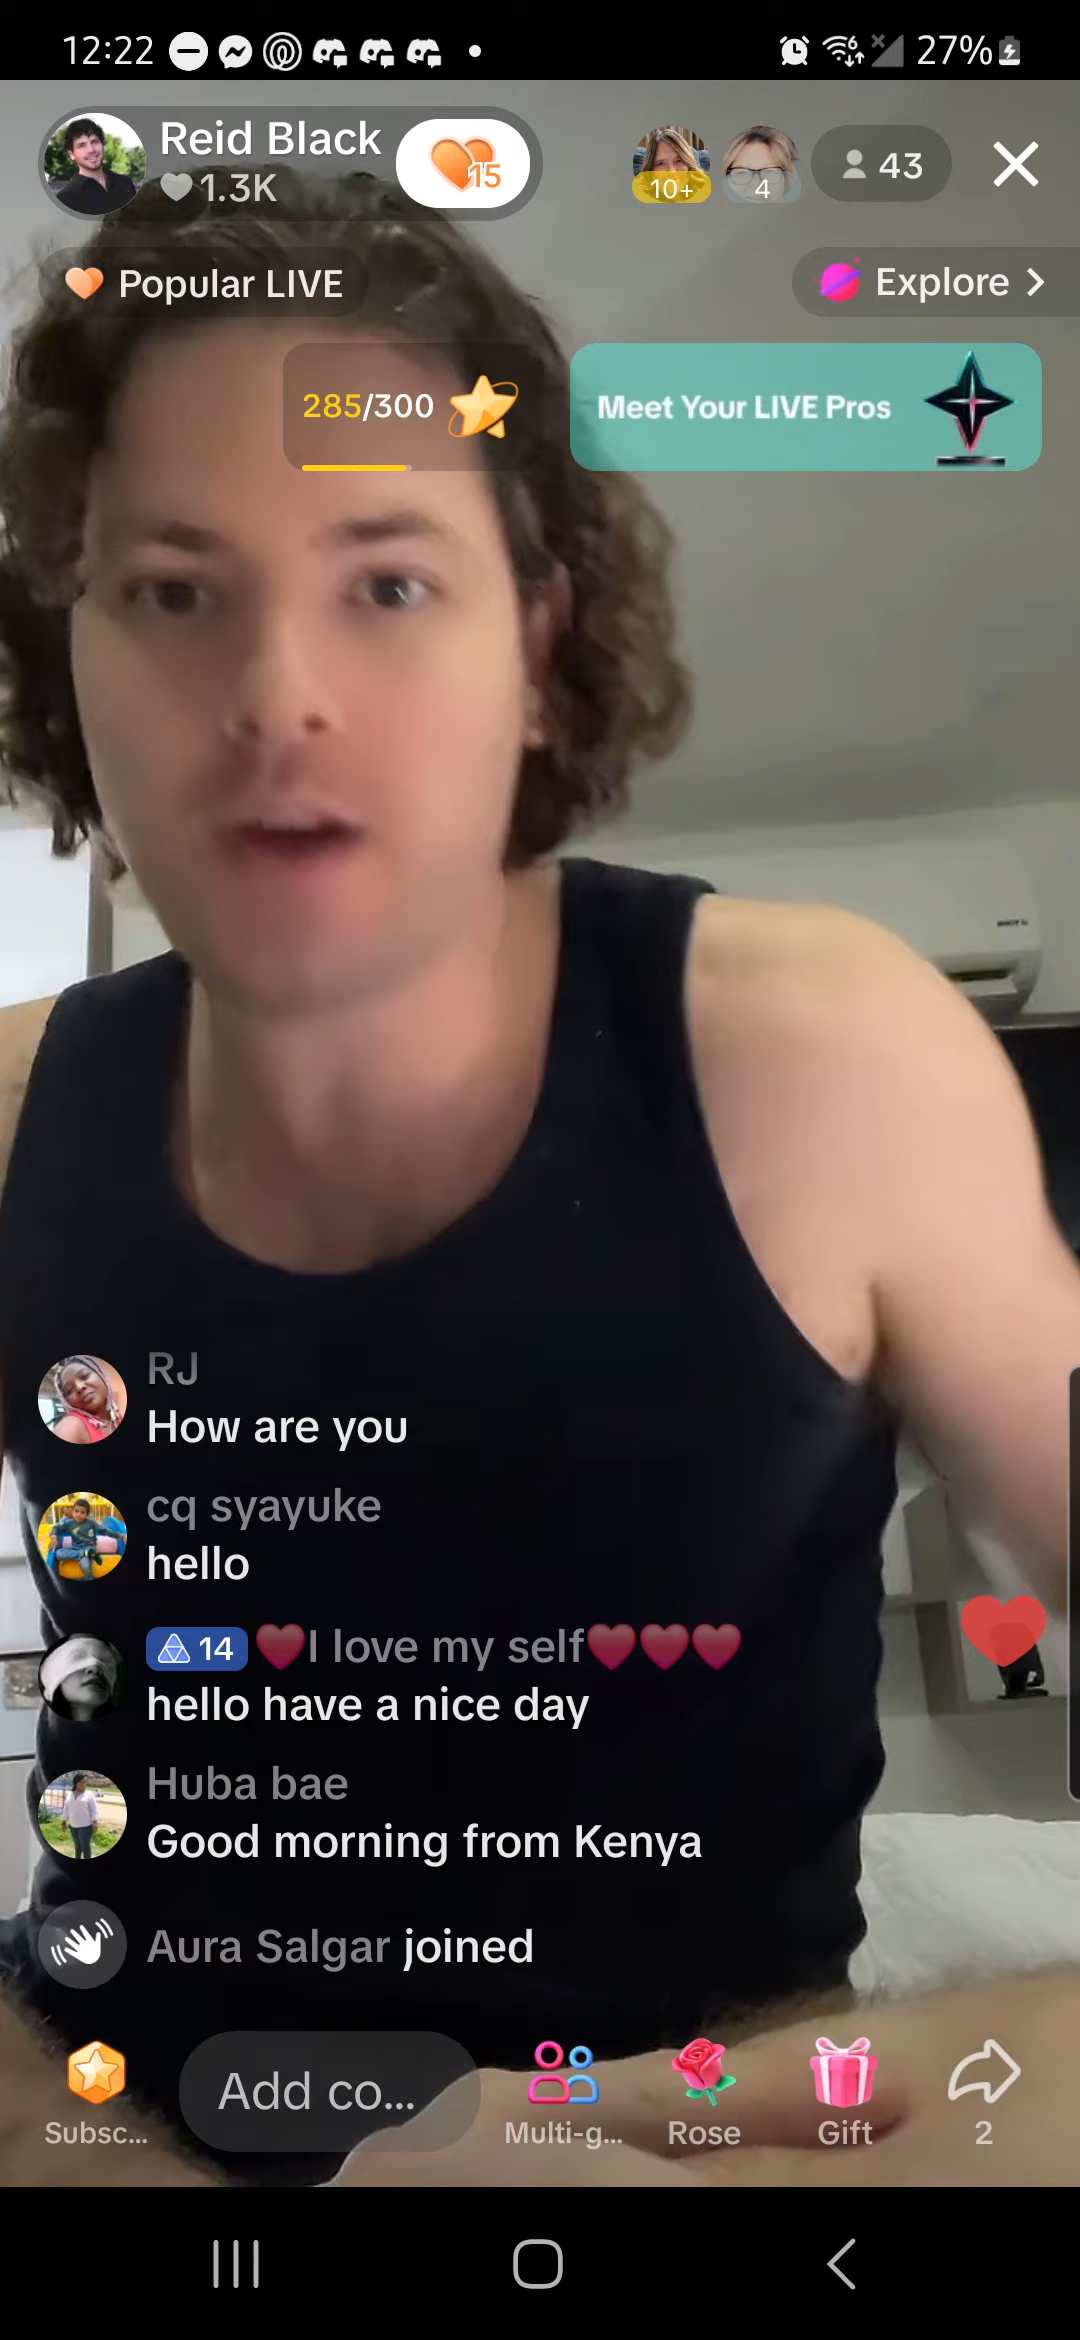 12:22
27%
Reid Black
1.3K
15
10+
4
43
Popular LIVE
Explore >
285/300
Meet Your LIVE Pros
RJ
How are you
cq syayuke
hello
14 ❤️I love my self❤️❤️❤️
hello have a nice day
Huba bae
Good morning from Kenya
Aura Salgar joined
Subsc...
Add co...
Multi-g...
Rose
Gift
2